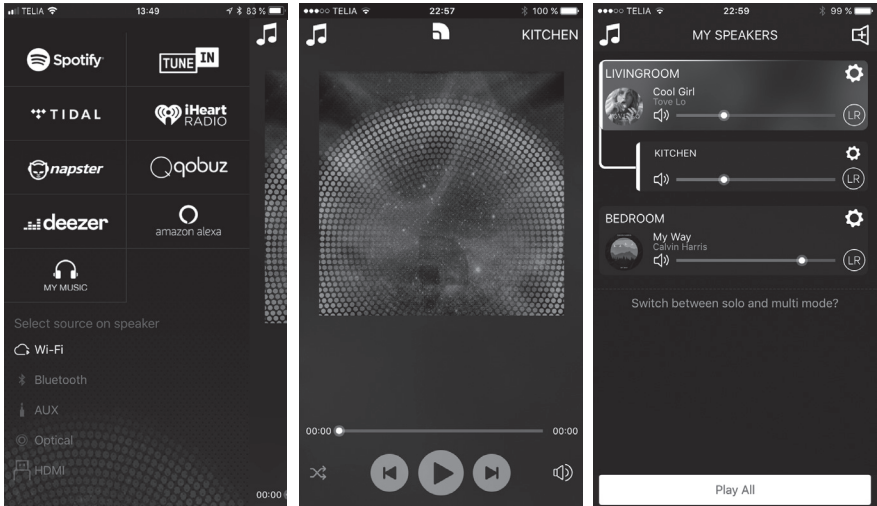 TELIA 13:49 83 %
Spotify
TUNE IN
TIDAL
iHeart
RADIO
napster
qobuz
deezer
amazon alexa
MY MUSIC
Select source on speaker
Wi-Fi
Bluetooth
AUX
Optical
HDMI
00:00
TELIA 22:57 100 %
KITCHEN
00:00 00:00
TELIA 22:59 99 %
MY SPEAKERS
LIVINGROOM
Cool Girl
Tove Lo
LR
KITCHEN
LR
BEDROOM
My Way
Calvin Harris
LR
Switch between solo and multi mode?
Play All